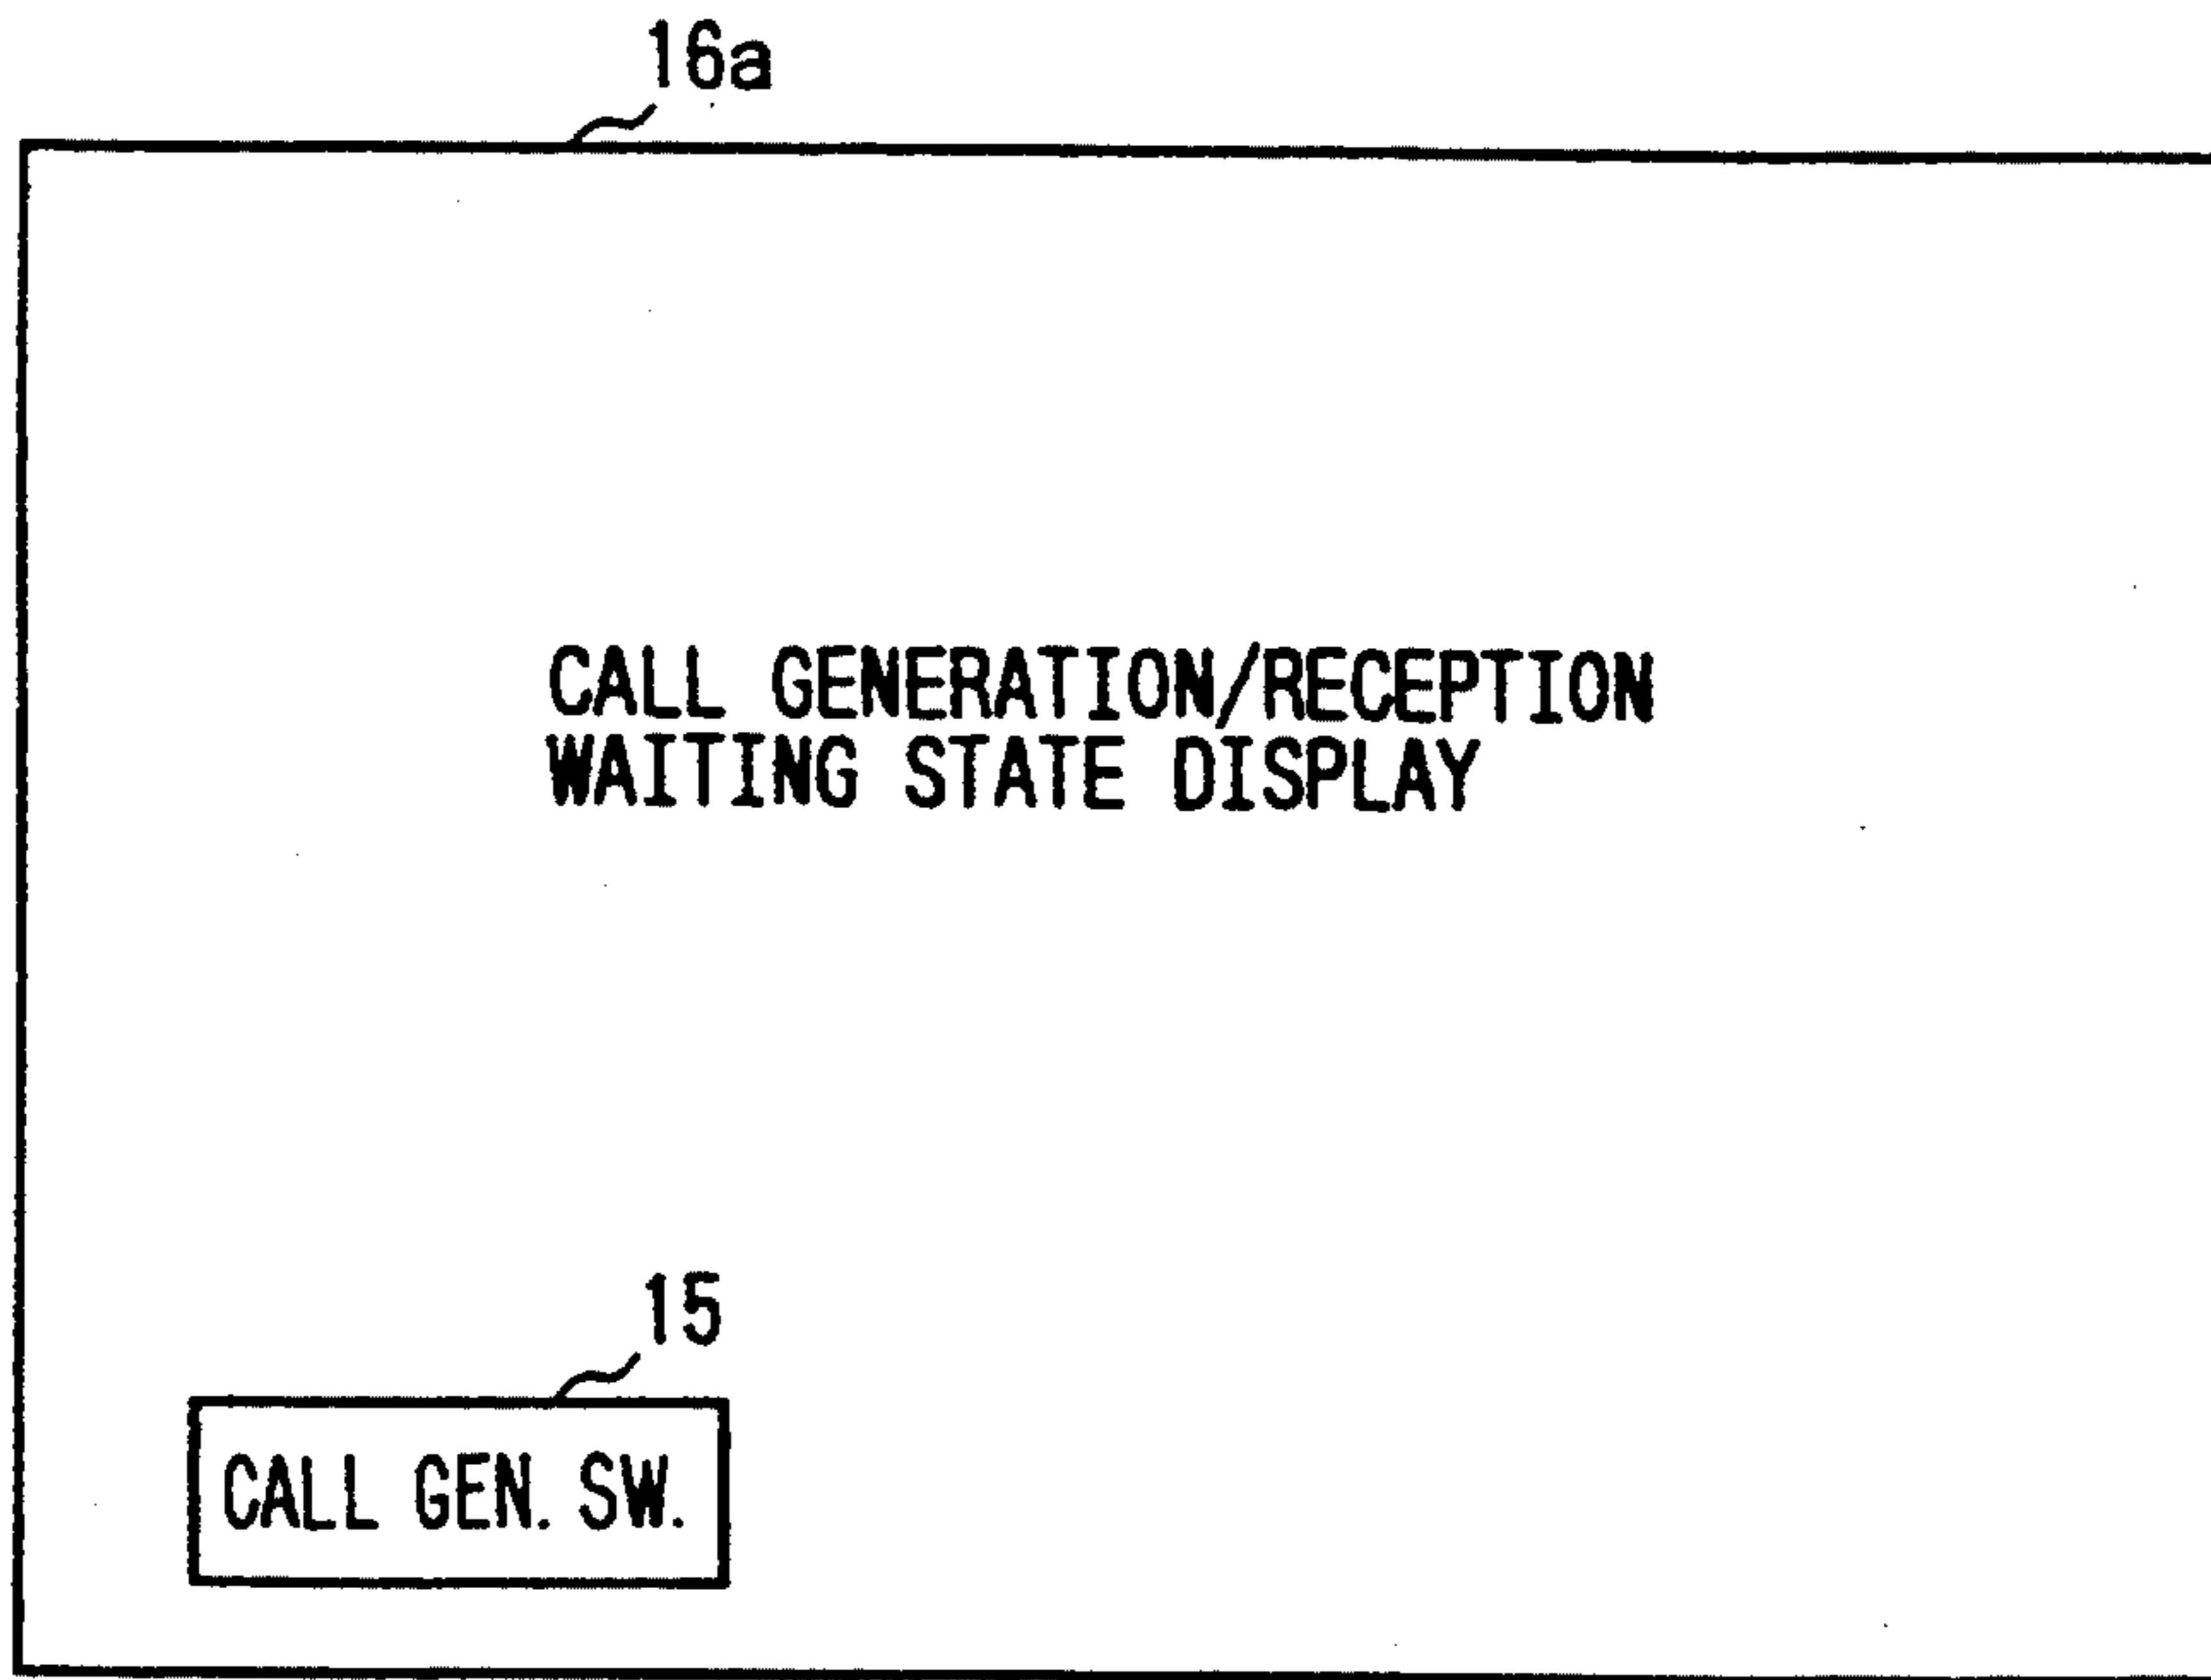 16a
CALL GENERATION/RECEPTION
WAITING STATE DISPLAY
15
CALL GEN. SW.